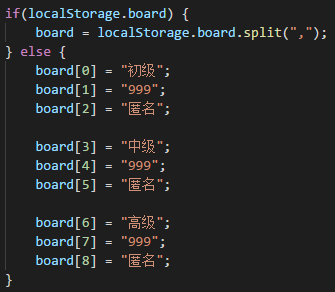 if(localStorage.board) {
    board = localStorage.board.split(",");
} else {
    board[0] = "初级";
    board[1] = "999";
    board[2] = "匿名";

    board[3] = "中级";
    board[4] = "999";
    board[5] = "匿名";

    board[6] = "高级";
    board[7] = "999";
    board[8] = "匿名";
}